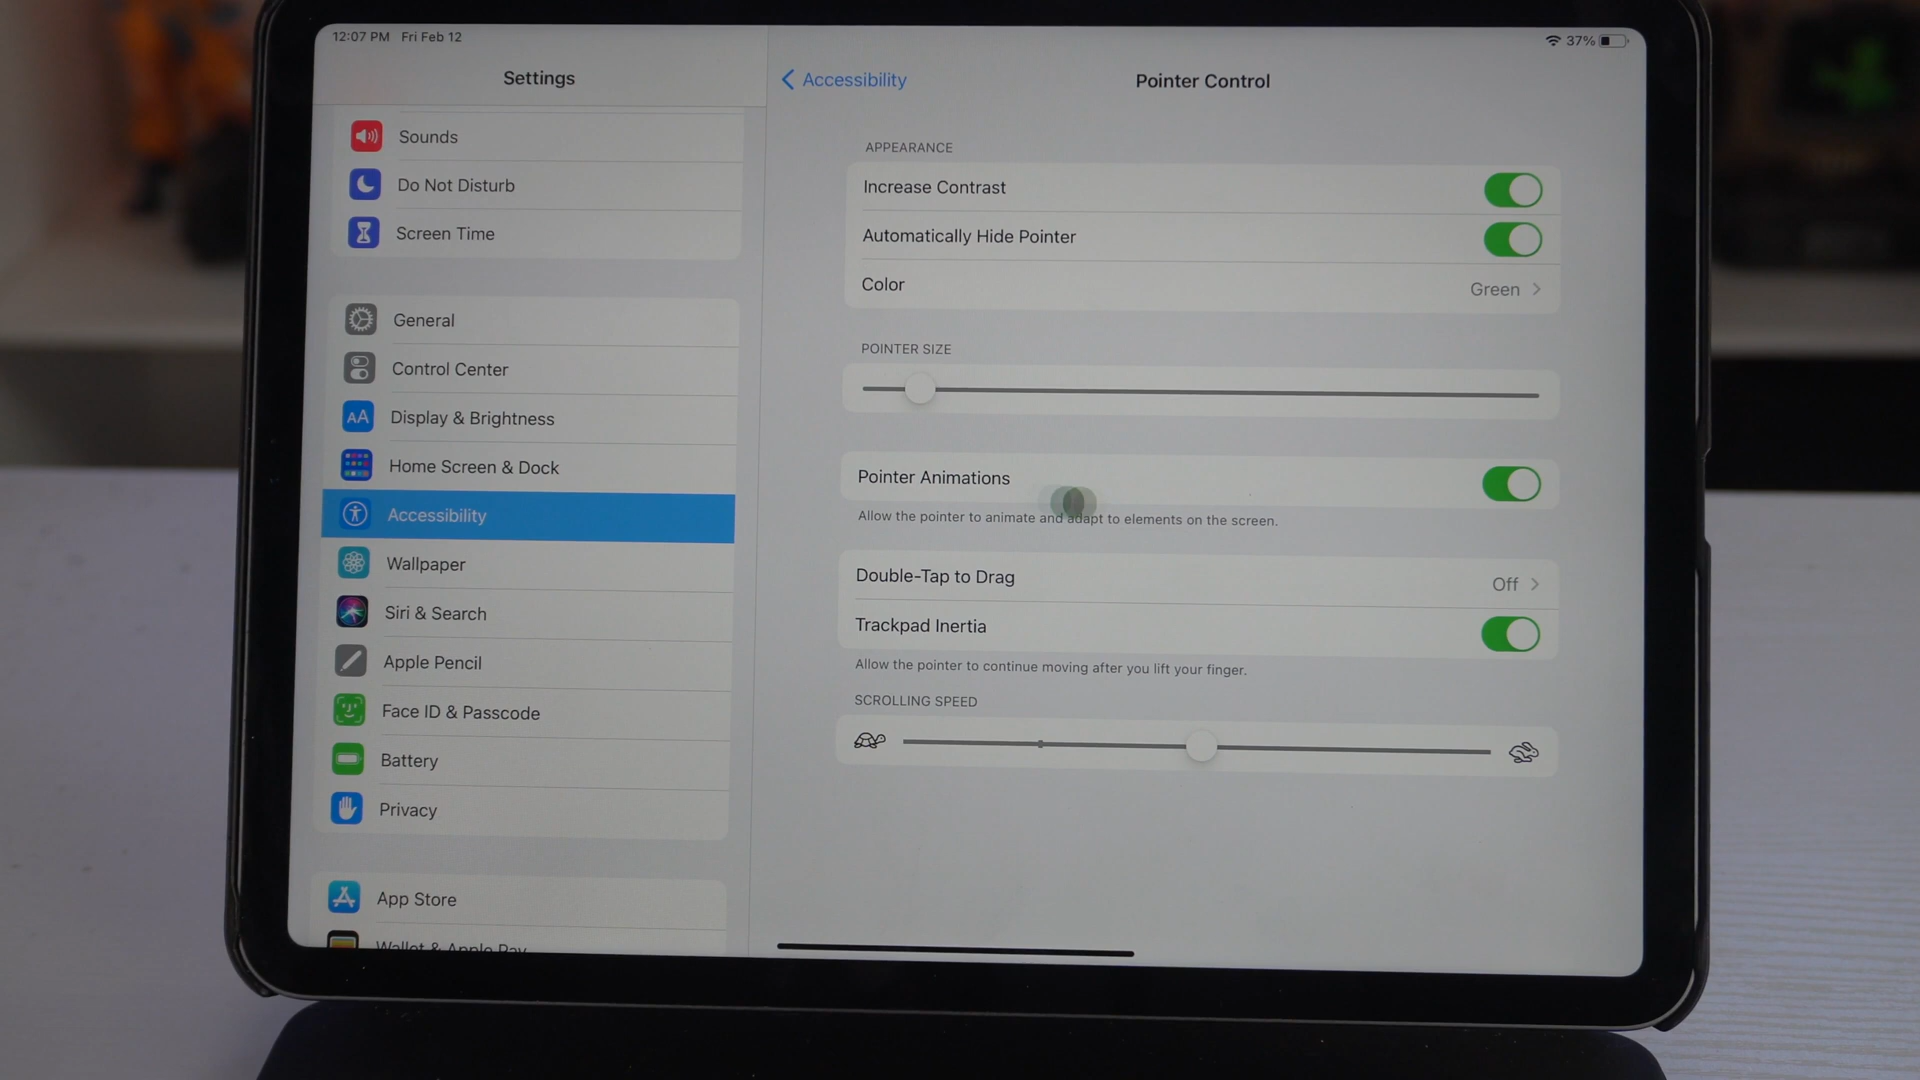 12:07 PM Fri Feb 12
37%
Settings
Sounds
Do Not Disturb
Screen Time
General
Control Center
AA Display & Brightness
Home Screen & Dock
Accessibility
Wallpaper
Siri & Search
Apple Pencil
Face ID & Passcode
Battery
Privacy
App Store
Wallet & Apple Pay
Accessibility
Pointer Control
APPEARANCE
Increase Contrast
Automatically Hide Pointer
Color Green
POINTER SIZE
Pointer Animations
Allow the pointer to animate and adapt to elements on the screen.
Double-Tap to Drag Off
Trackpad Inertia
Allow the pointer to continue moving after you lift your finger.
SCROLLING SPEED